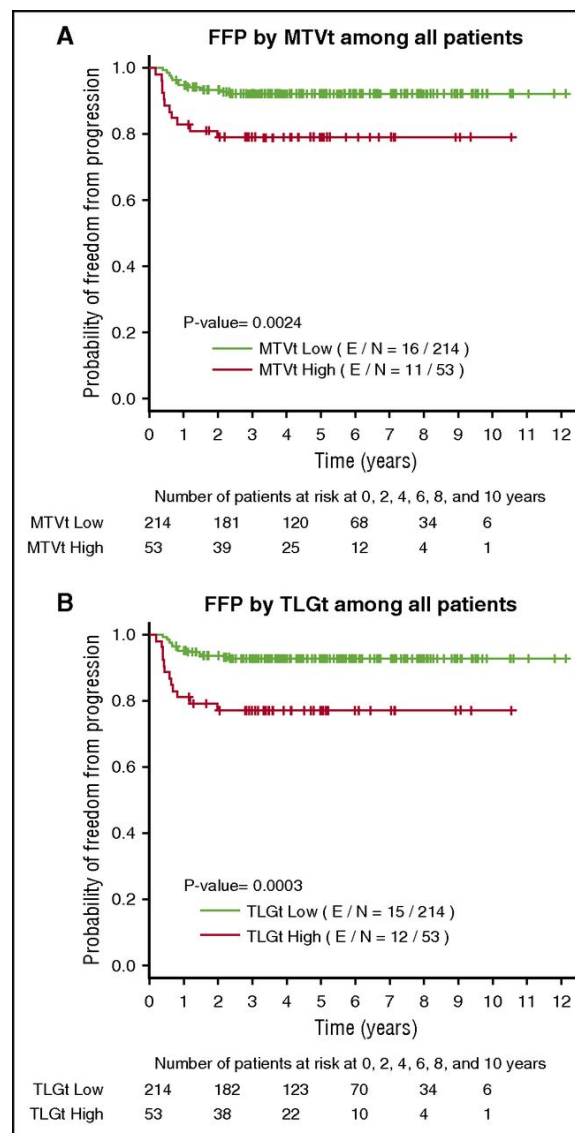 A
FFP by MTVt among all patients
Probability of freedom from progression
1.0
0.8
0.6
0.4
0.2
0.0
P-value= 0.0024
MTVt Low ( E / N = 16 / 214 )
MTVt High ( E / N = 11 / 53 )
0 1 2 3 4 5 6 7 8 9 10 11 12
Time (years)
Number of patients at risk at 0, 2, 4, 6, 8, and 10 years
MTVt Low 214 181 120 68 34 6
MTVt High 53 39 25 12 4 1
B
FFP by TLGt among all patients
Probability of freedom from progression
1.0
0.8
0.6
0.4
0.2
0.0
P-value= 0.0003
TLGt Low ( E / N = 15 / 214 )
TLGt High ( E / N = 12 / 53 )
0 1 2 3 4 5 6 7 8 9 10 11 12
Time (years)
Number of patients at risk at 0, 2, 4, 6, 8, and 10 years
TLGt Low 214 182 123 70 34 6
TLGt High 53 38 22 10 4 1